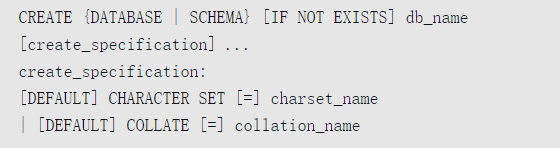 CREATE {DATABASE | SCHEMA} [IF NOT EXISTS] db_name
[create_specification] ...
create_specification:
[DEFAULT] CHARACTER SET [=] charset_name
| [DEFAULT] COLLATE [=] collation_name